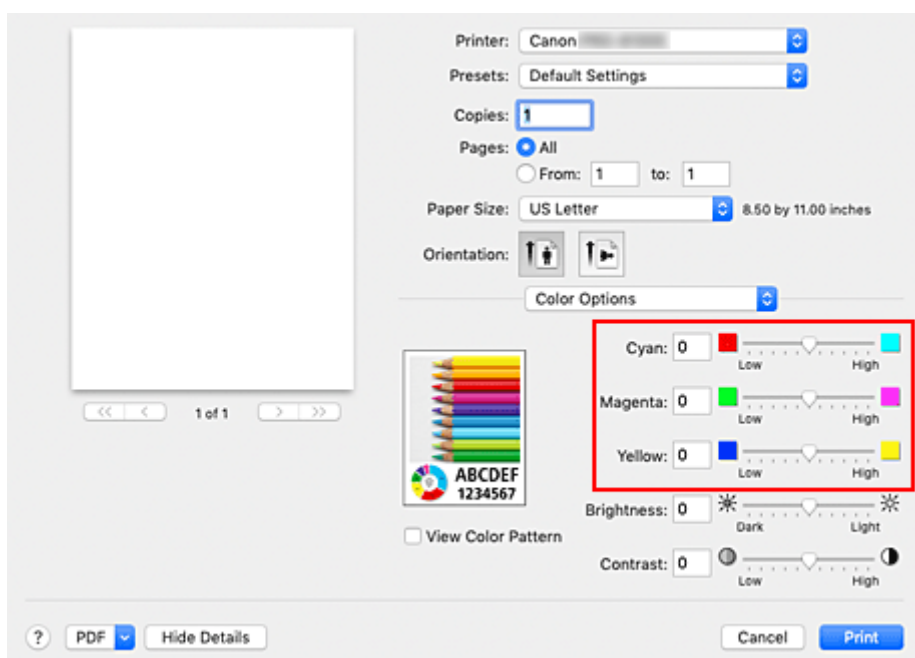 Printer: Canon
Presets: Default Settings
Copies: 1
Pages: All
From: 1 to: 1
Paper Size: US Letter 8.50 by 11.00 inches
Orientation:
Color Options
Cyan: 0
Low High
Magenta: 0
Low High
Yellow: 0
Low High
Brightness: 0
Dark Light
Contrast: 0
Low High
ABCDEF
1234567
View Color Pattern
<< < 1 of 1 > >>
? PDF Hide Details Cancel Print